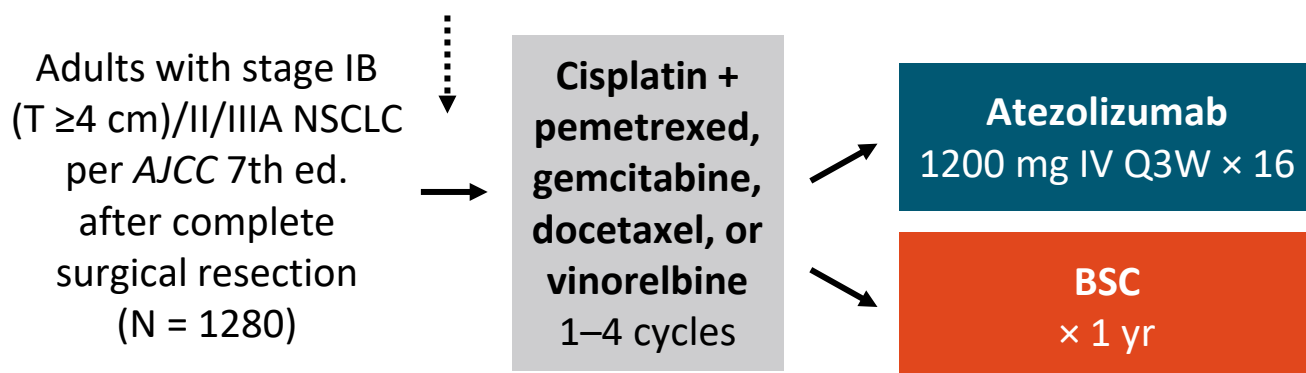 Adults with stage IB
(T ≥4 cm)/II/IIIA NSCLC
per AJCC 7th ed.
after complete
surgical resection
(N = 1280)
Cisplatin +
pemetrexed,
gemcitabine,
docetaxel, or
vinorelbine
1–4 cycles
Atezolizumab
1200 mg IV Q3W × 16
BSC
× 1 yr